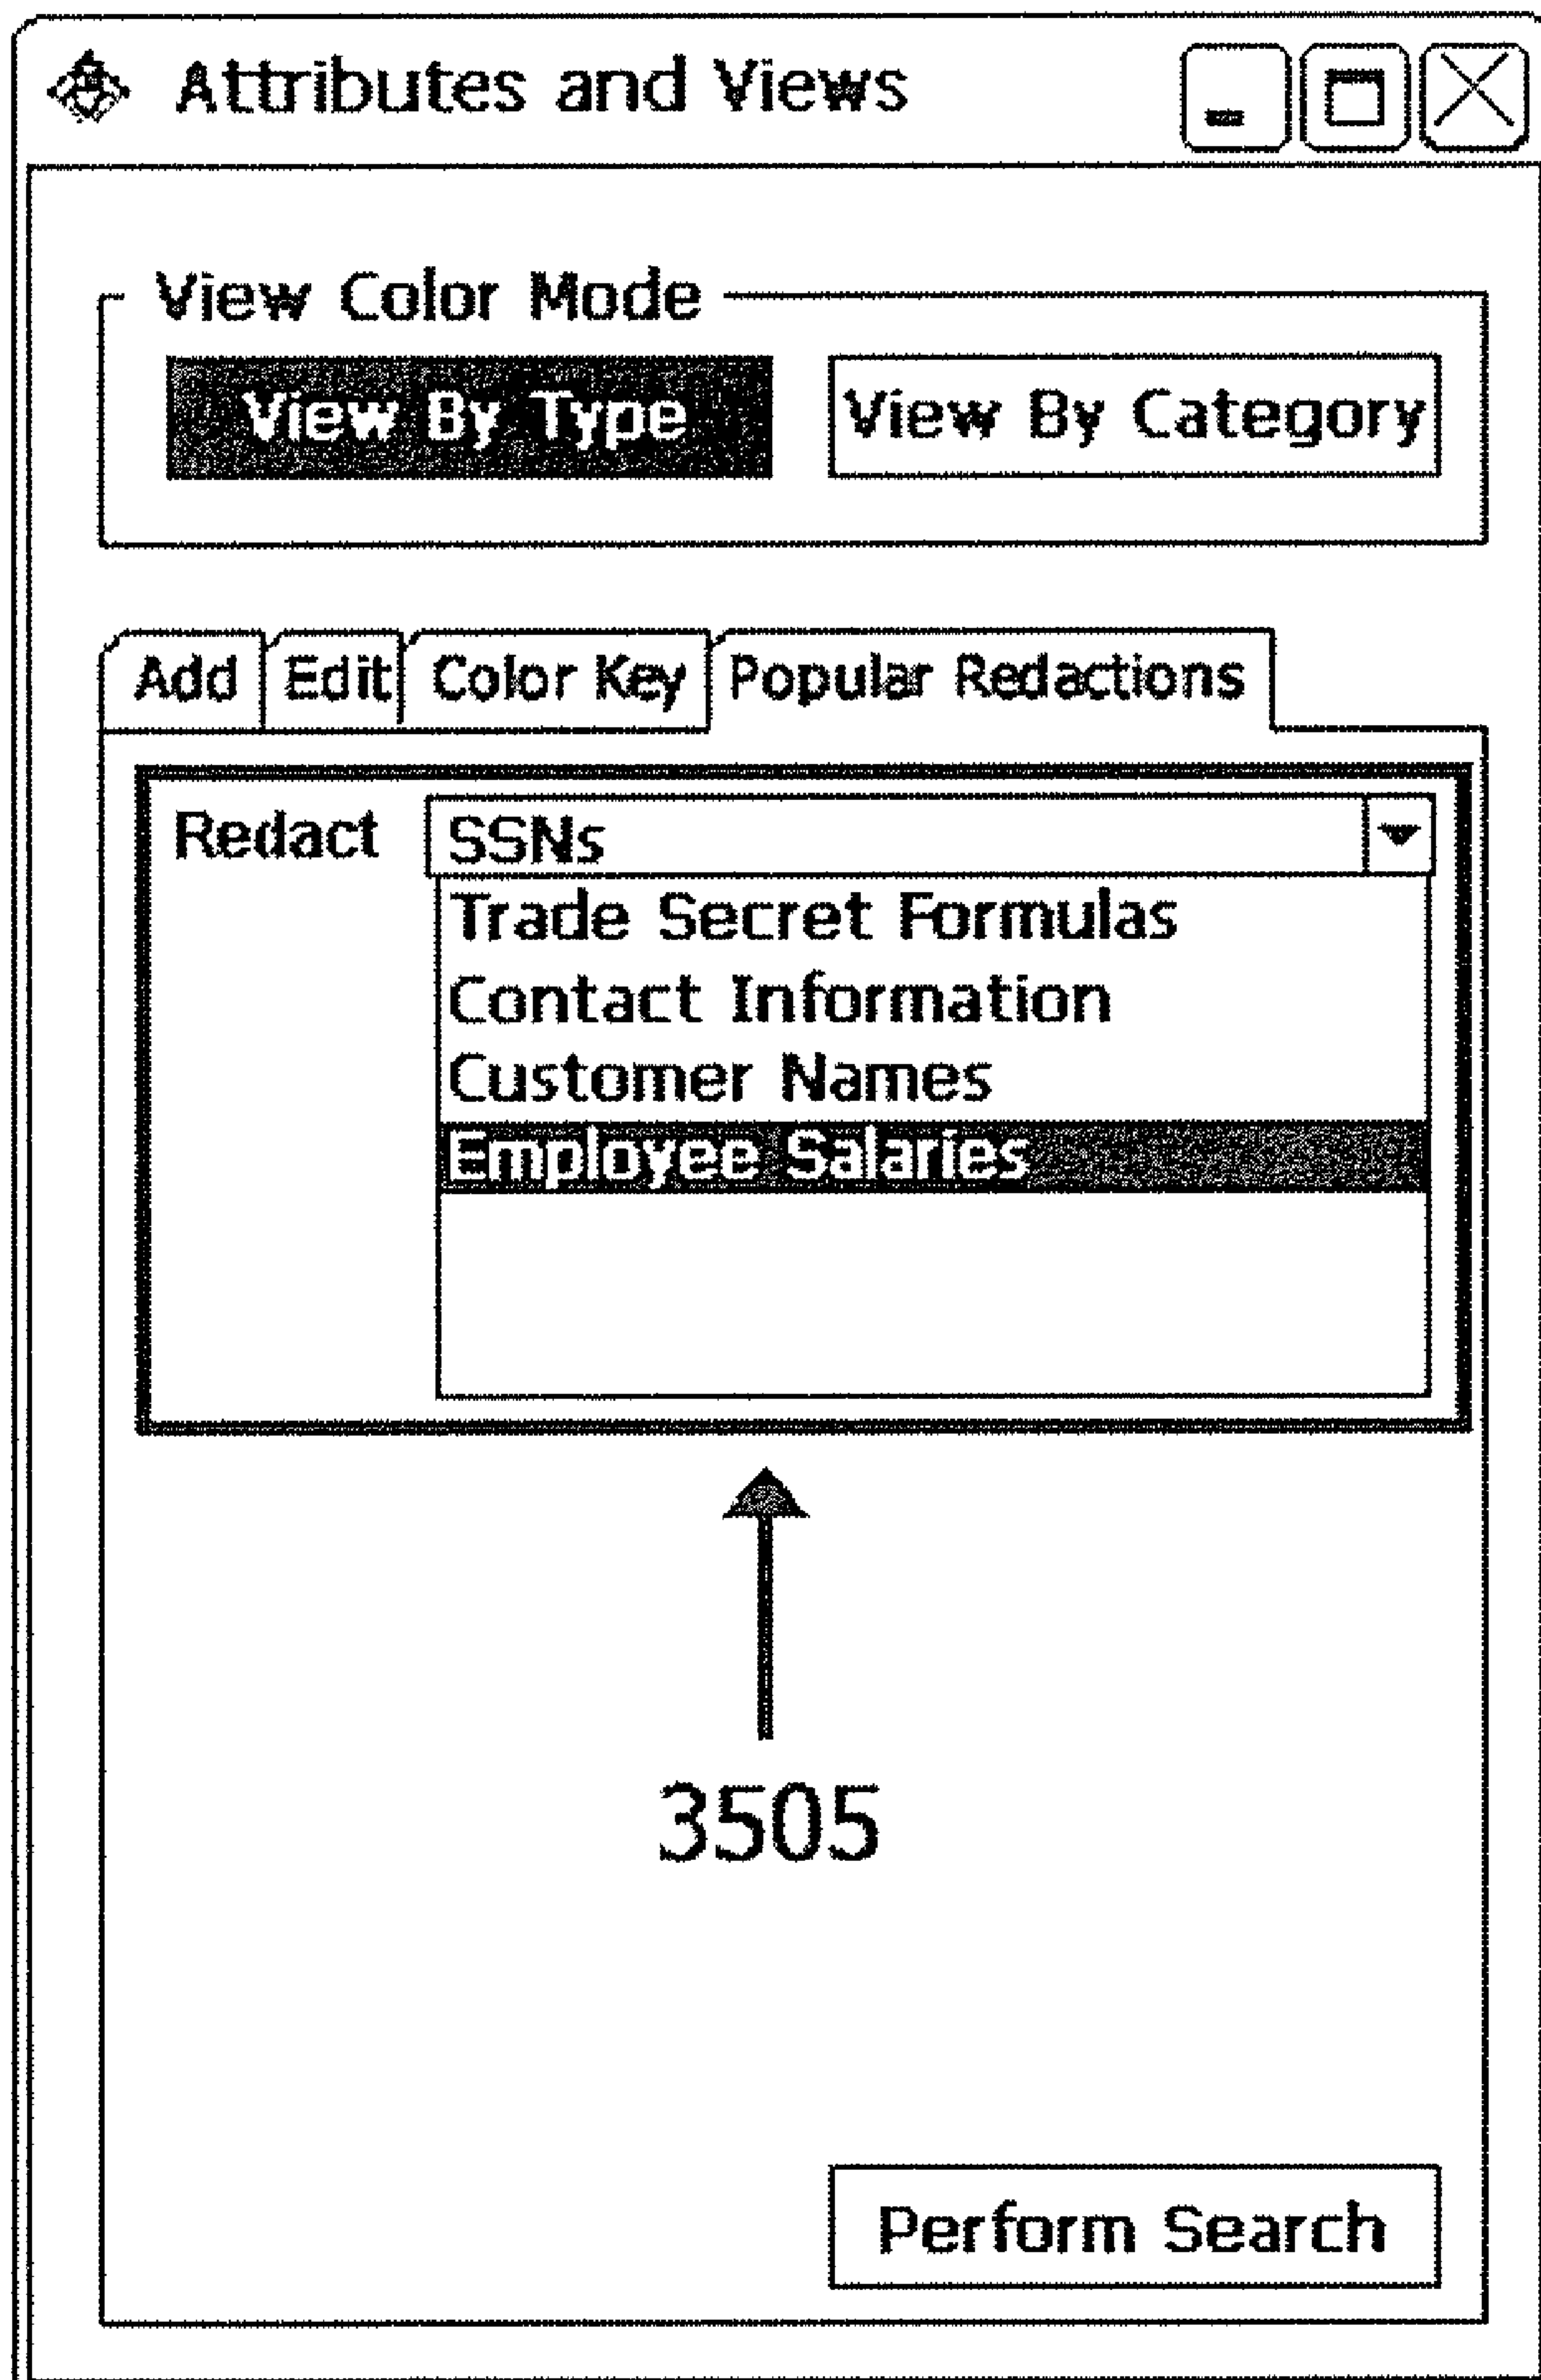 Attributes and Views
View Color Mode
View By Type View By Category
Add Edit Color Key Popular Redactions
Redact SSNs
Trade Secret Formulas
Contact Information
Customer Names
Employee Salaries
3505
Perform Search